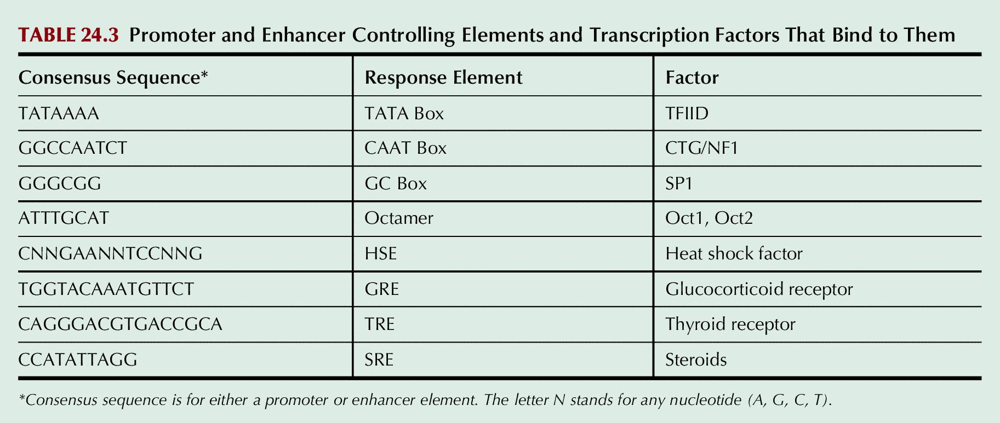 TABLE 24.3 Promoter and Enhancer Controlling Elements and Transcription Factors That Bind to Them
Consensus Sequence* Response Element Factor
TATAAAA TATA Box TFIID
GGCCAATCT CAAT Box CTG/NF1
GGGCGG GC Box SP1
ATTTGCAT Octamer Oct1, Oct2
CNNGAANNTCCNNG HSE Heat shock factor
TGGTACAAATGTTCT GRE Glucocorticoid receptor
CAGGGACGTGACCGCA TRE Thyroid receptor
CCATATTAGG SRE Steroids
*Consensus sequence is for either a promoter or enhancer element. The letter N stands for any nucleotide (A, G, C, T).